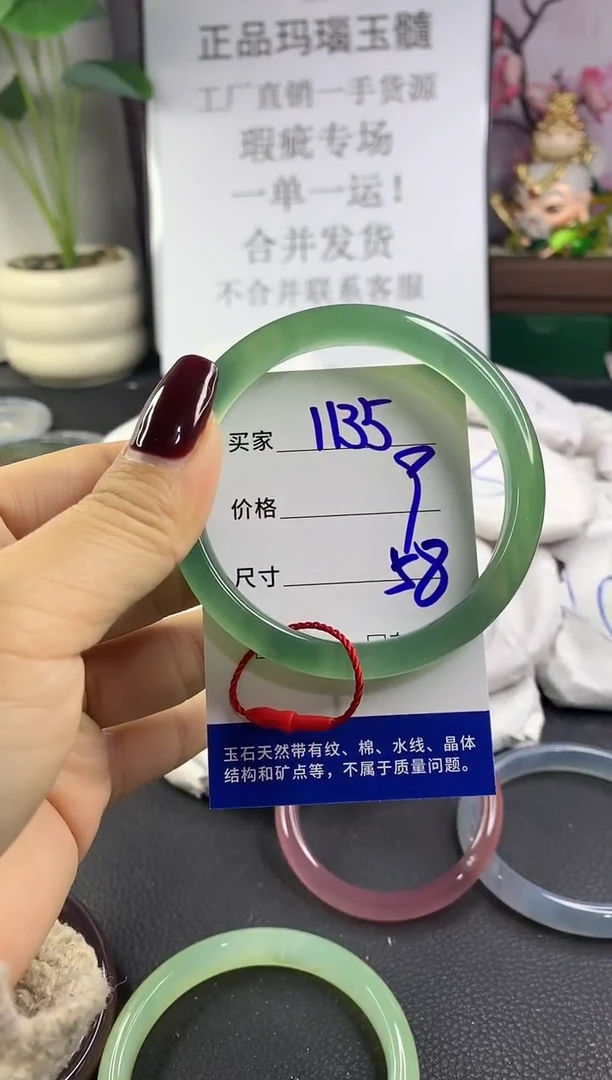 正品玛瑙玉髓
工厂直销一手货源
瑕疵专场
一单一运！
合并发货
不合并联系客服
买家 1135
价格
尺寸 58
玉石天然带有纹、棉、水线、晶体
结构和矿点等，不属于质量问题。